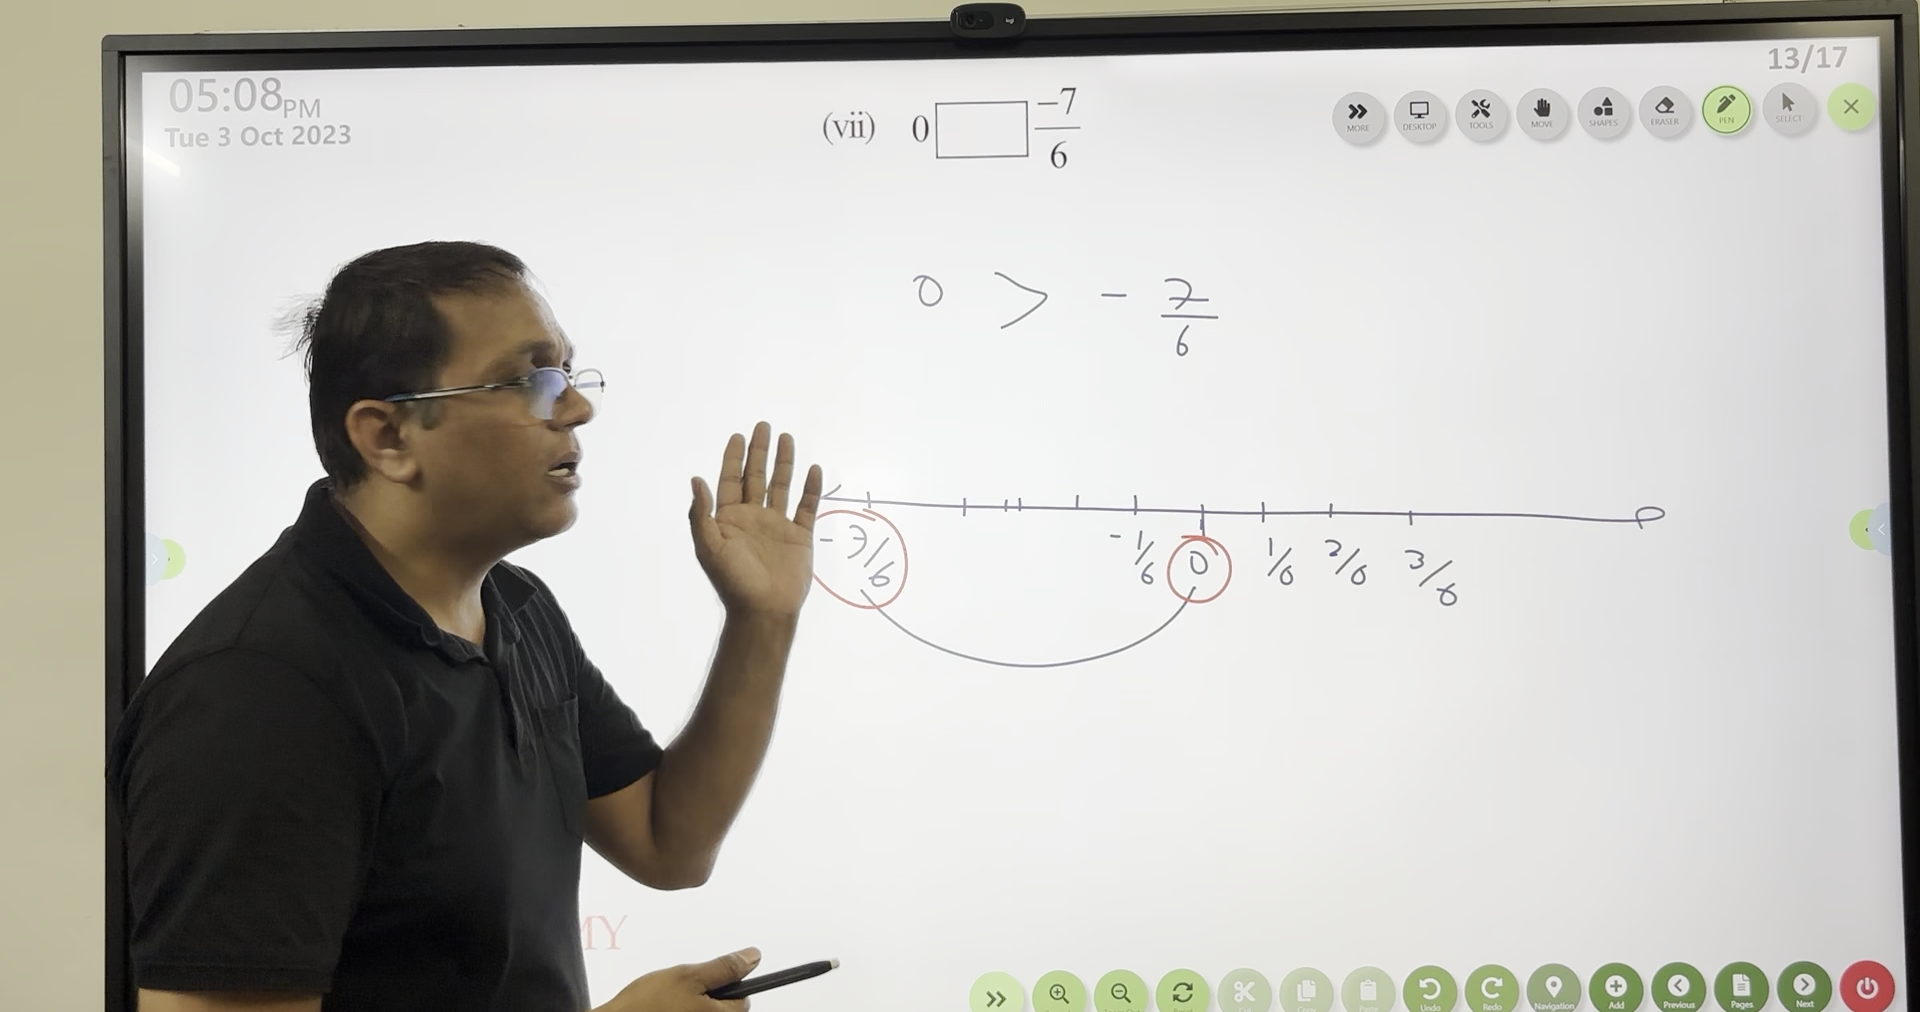 05:08PM
Tue 3 Oct 2023
13/17
(vii) 0 □ -7/6
MORE DESKTOP TOOLS MOVE SHAPES ERASER PEN SELECT
0 > - 7/6
- 7/6 - 1/6 0 1/6 2/6 3/6
MY
Undo Redo Navigation Add Previous Pages Next